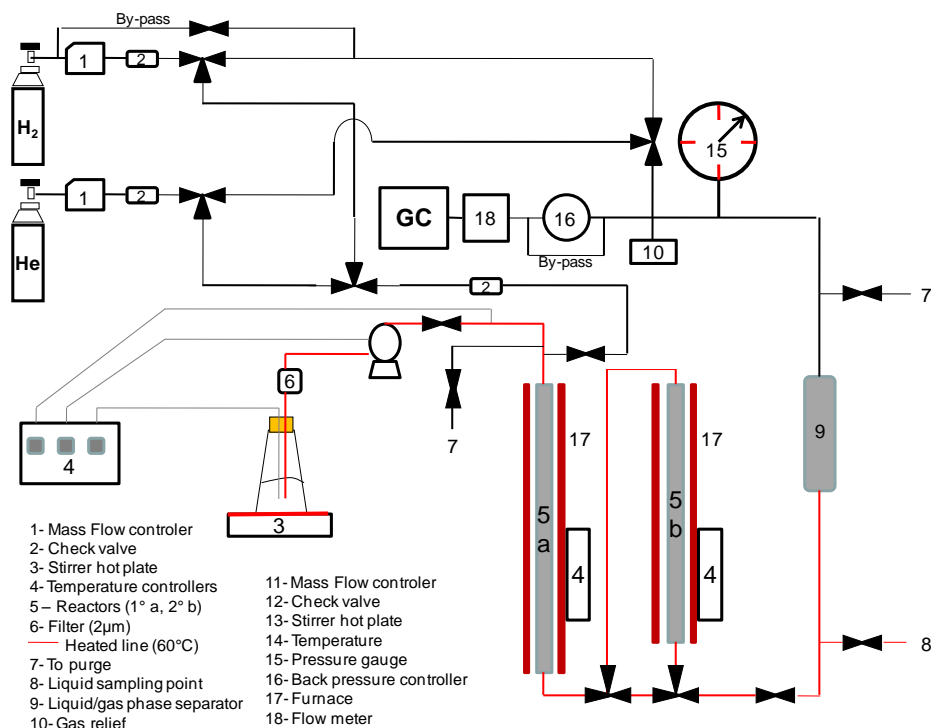 By-pass
1
2
H2
15
1
2
GC
18
16
10
By-pass
He
2
7
6
7
17
17
9
4
5
a
5
b
3
4
4
8
1- Mass Flow controler
2- Check valve
3- Stirrer hot plate
4- Temperature controllers
5 – Reactors (1° a, 2° b)
6- Filter (2µm)
Heated line (60°C)
7- To purge
8- Liquid sampling point
9- Liquid/gas phase separator
10- Gas relief
11- Mass Flow controler
12- Check valve
13- Stirrer hot plate
14- Temperature
15- Pressure gauge
16- Back pressure controller
17- Furnace
18- Flow meter